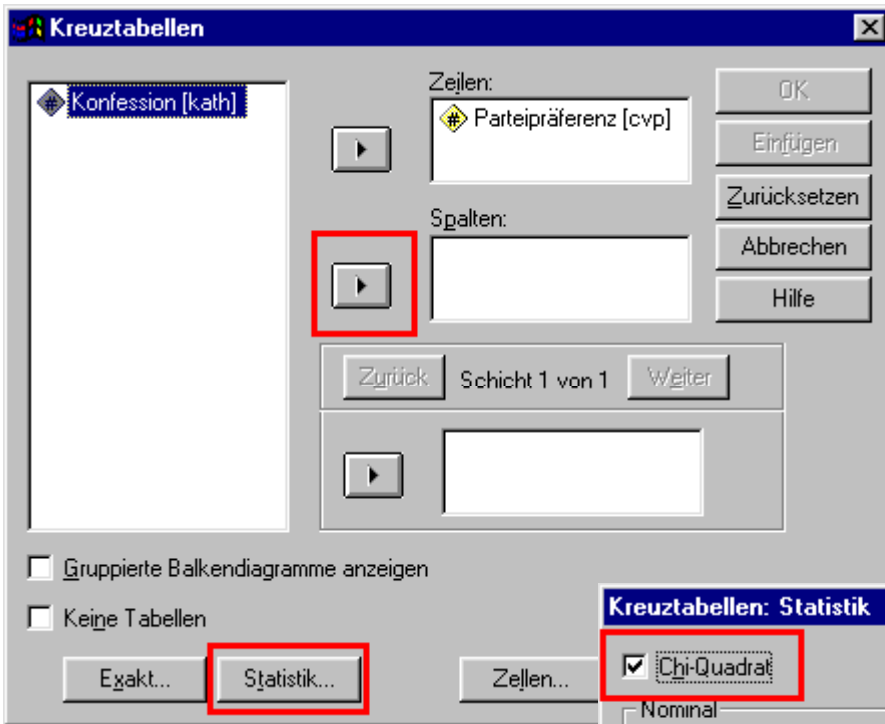 Kreuztabellen
Konfession [kath]
Zeilen:
Parteipräferenz [cvp]
OK
Einfügen
Zurücksetzen
Abbrechen
Hilfe
Spalten:
Zurück
Schicht 1 von 1
Weiter
Gruppierte Balkendiagramme anzeigen
Keine Tabellen
Exakt...
Statistik...
Zellen...
Kreuztabellen: Statistik
Chi-Quadrat
Nominal